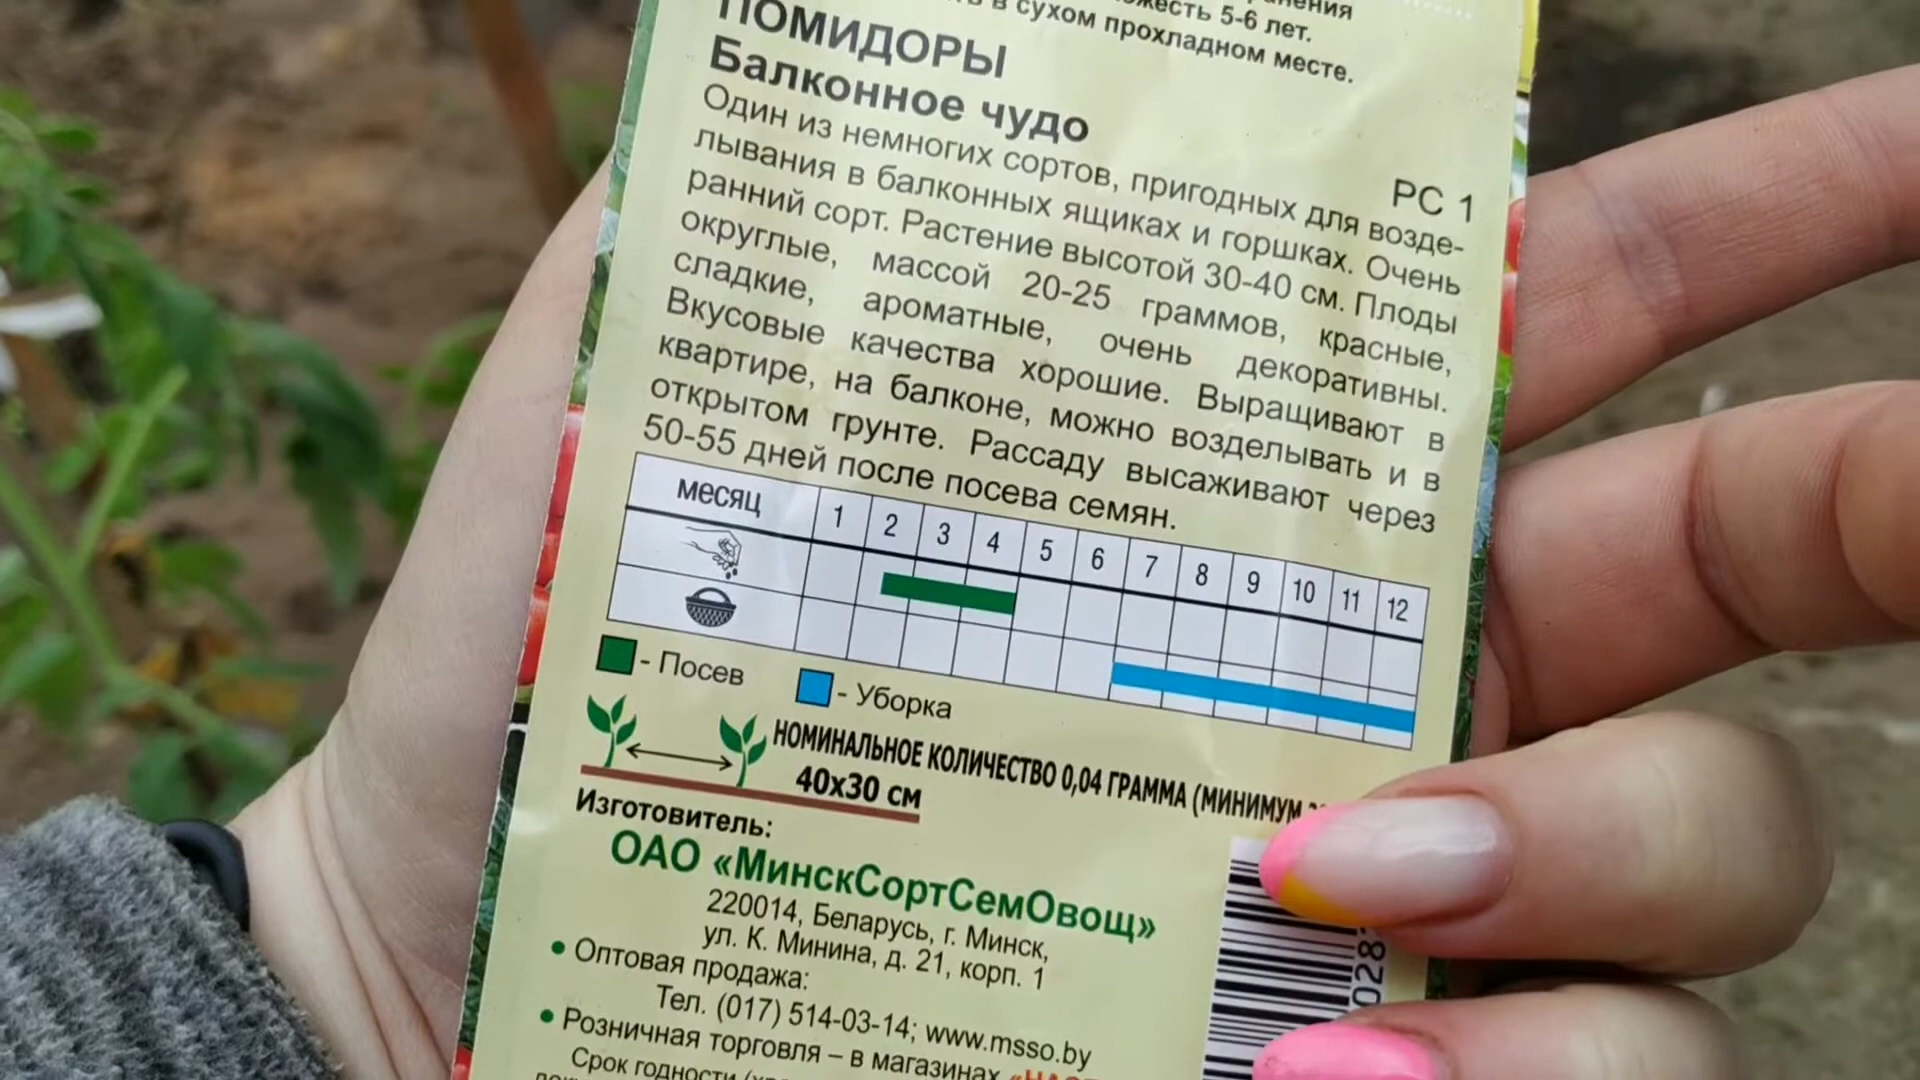 5-6 лет.
в сухом прохладном месте.
ПОМИДОРЫ
Балконное чудо
РС 1
Один из немногих сортов, пригодных для возде-
лывания в балконных ящиках и горшках. Очень
ранний сорт. Растение высотой 30-40 см. Плоды
округлые, массой 20-25 граммов, красные,
сладкие, ароматные, очень декоративны.
Вкусовые качества хорошие. Выращивают в
квартире, на балконе, можно возделывать и в
открытом грунте. Рассаду высаживают через
50-55 дней после посева семян.
месяц 1 2 3 4 5 6 7 8 9 10 11 12
- Посев - Уборка
НОМИНАЛЬНОЕ КОЛИЧЕСТВО 0,04 ГРАММА (МИНИМУМ
40х30 см
Изготовитель:
ОАО «МинскСортСемОвощ»
220014, Беларусь, г. Минск,
ул. К. Минина, д. 21, корп. 1
• Оптовая продажа:
Тел. (017) 514-03-14; www.msso.by
• Розничная торговля – в магазинах
Срок годности